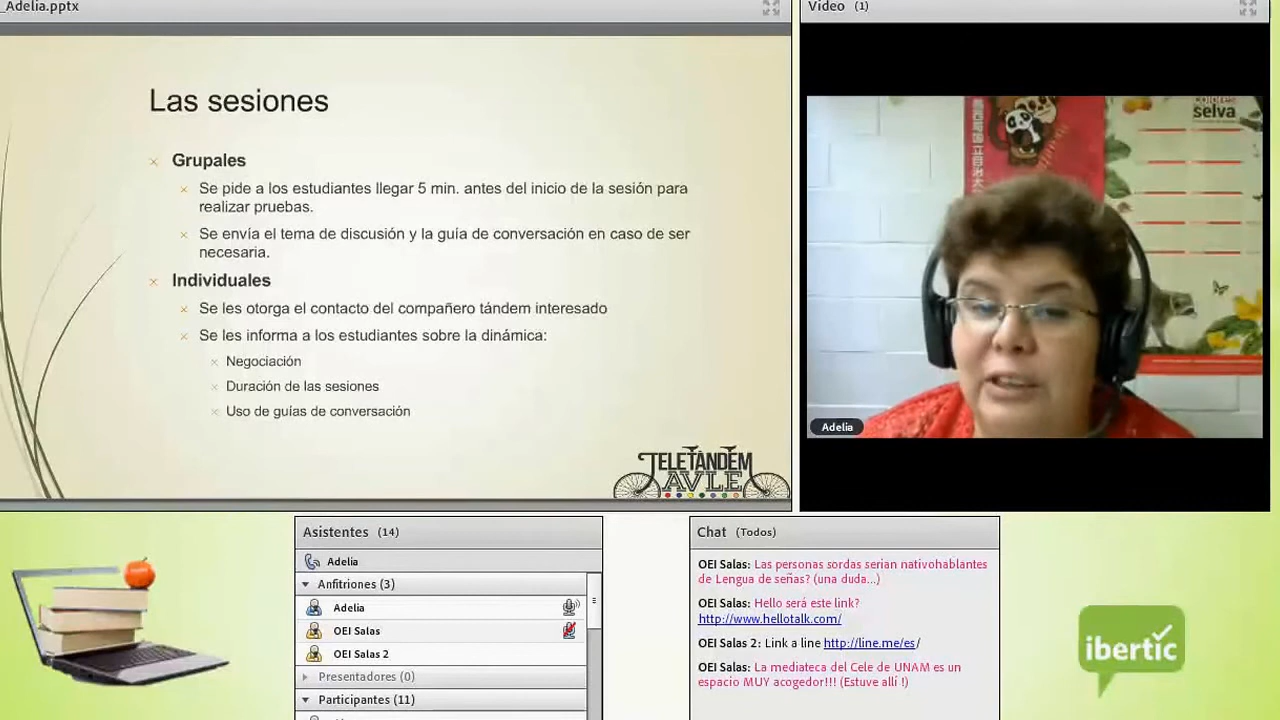 _Adelia.pptx
Video (1)
Las sesiones
Grupales
Se pide a los estudiantes llegar 5 min. antes del inicio de la sesión para
realizar pruebas.
Se envía el tema de discusión y la guía de conversación en caso de ser
necesaria.
Individuales
Se les otorga el contacto del compañero tándem interesado
Se les informa a los estudiantes sobre la dinámica:
Negociación
Duración de las sesiones
Uso de guías de conversación
TELETANDEM
AVLE
selva
Adelia
Asistentes (14)
Adelia
Anfitriones (3)
Adelia
OEI Salas
OEI Salas 2
Presentadores (0)
Participantes (11)
Chat (Todos)
OEI Salas: Las personas sordas serian nativohablantes
de Lengua de señas? (una duda...)
OEI Salas: Hello será este link?
http://www.hellotalk.com/
OEI Salas 2: Link a line http://line.me/es/
OEI Salas: La mediateca del Cele de UNAM es un
espacio MUY acogedor!!! (Estuve allí !)
ibertic